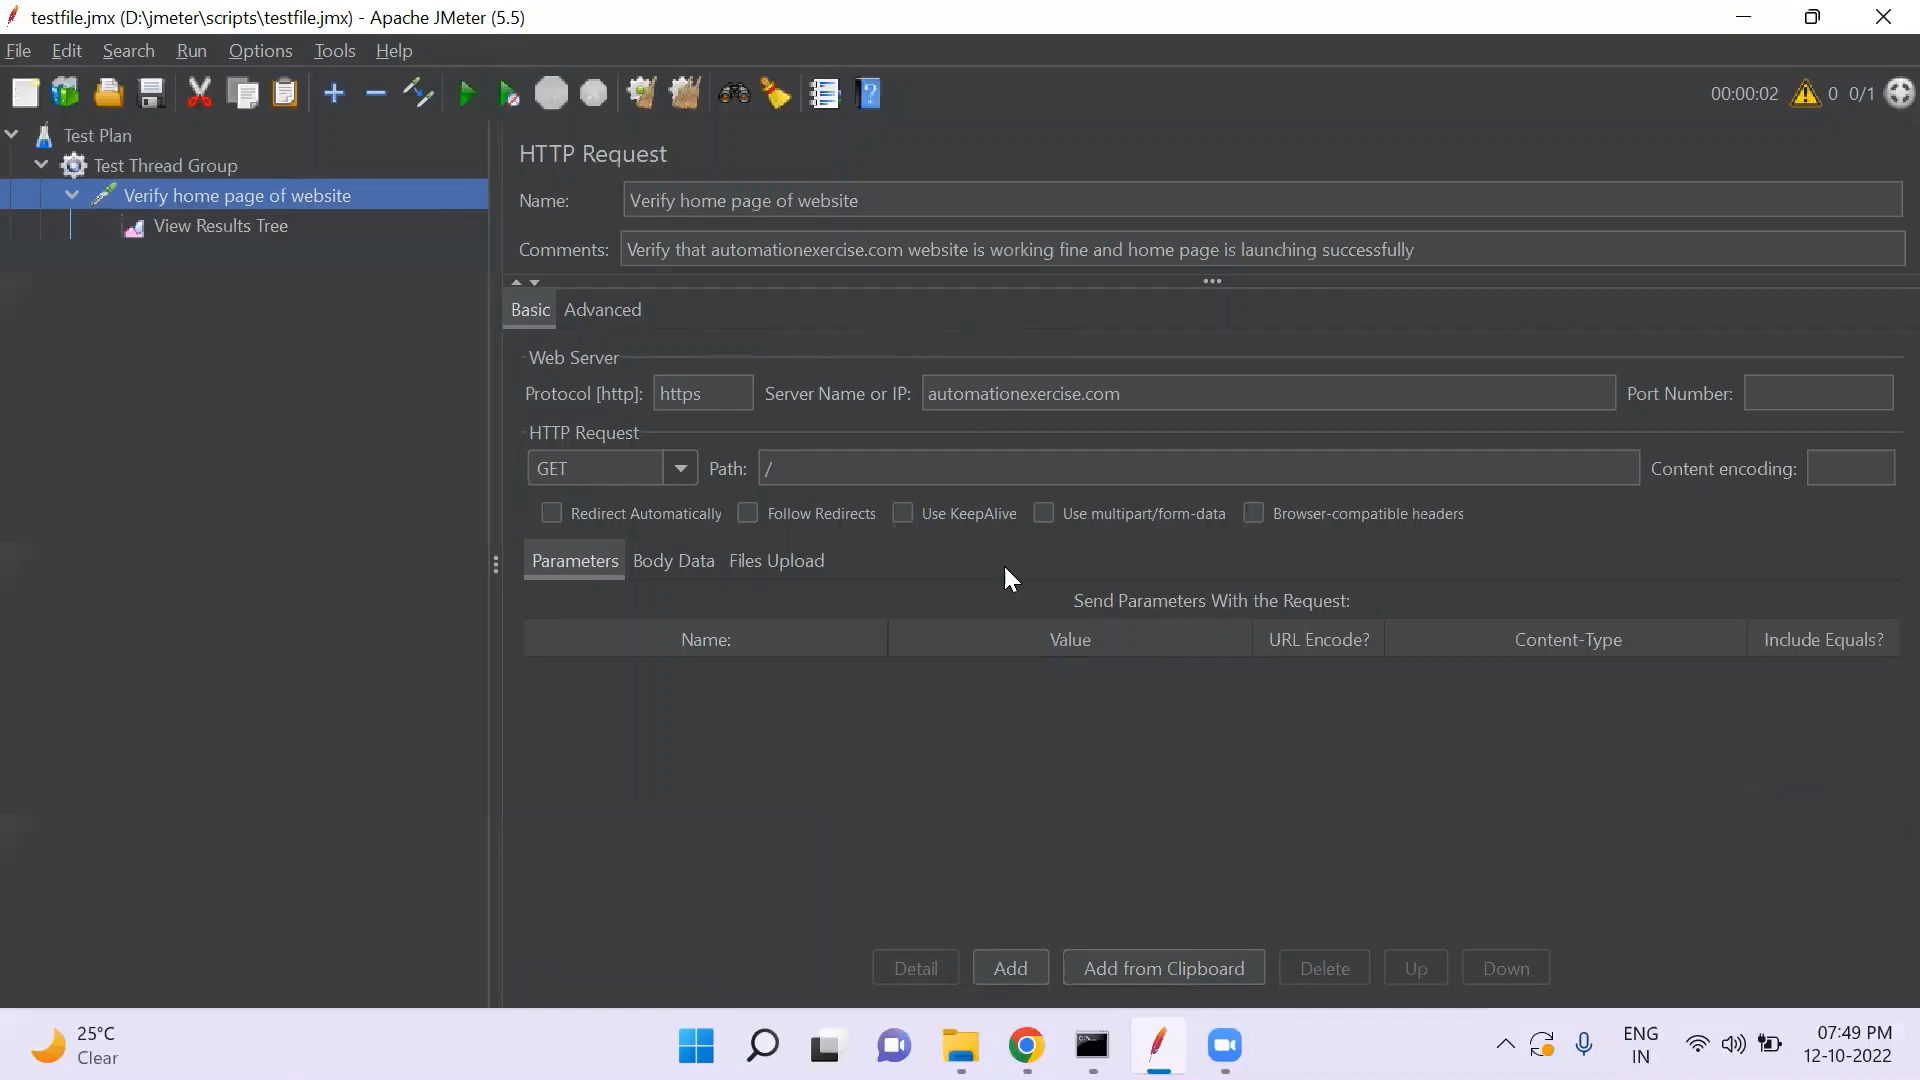 testfile.jmx (D:\jmeter\scripts\testfile.jmx) - Apache JMeter (5.5)
File Edit Search Run Options Tools Help
00:00:02 0 0/1
Test Plan
Test Thread Group
Verify home page of website
View Results Tree
HTTP Request
Name: Verify home page of website
Comments: Verify that automationexercise.com website is working fine and home page is launching successfully
Basic Advanced
Web Server
Protocol [http]: https Server Name or IP: automationexercise.com Port Number:
HTTP Request
GET Path: / Content encoding:
Redirect Automatically Follow Redirects Use KeepAlive Use multipart/form-data Browser-compatible headers
Parameters Body Data Files Upload
Send Parameters With the Request:
Name: Value URL Encode? Content-Type Include Equals?
Detail Add Add from Clipboard Delete Up Down
25°C
Clear
ENG
IN
07:49 PM
12-10-2022